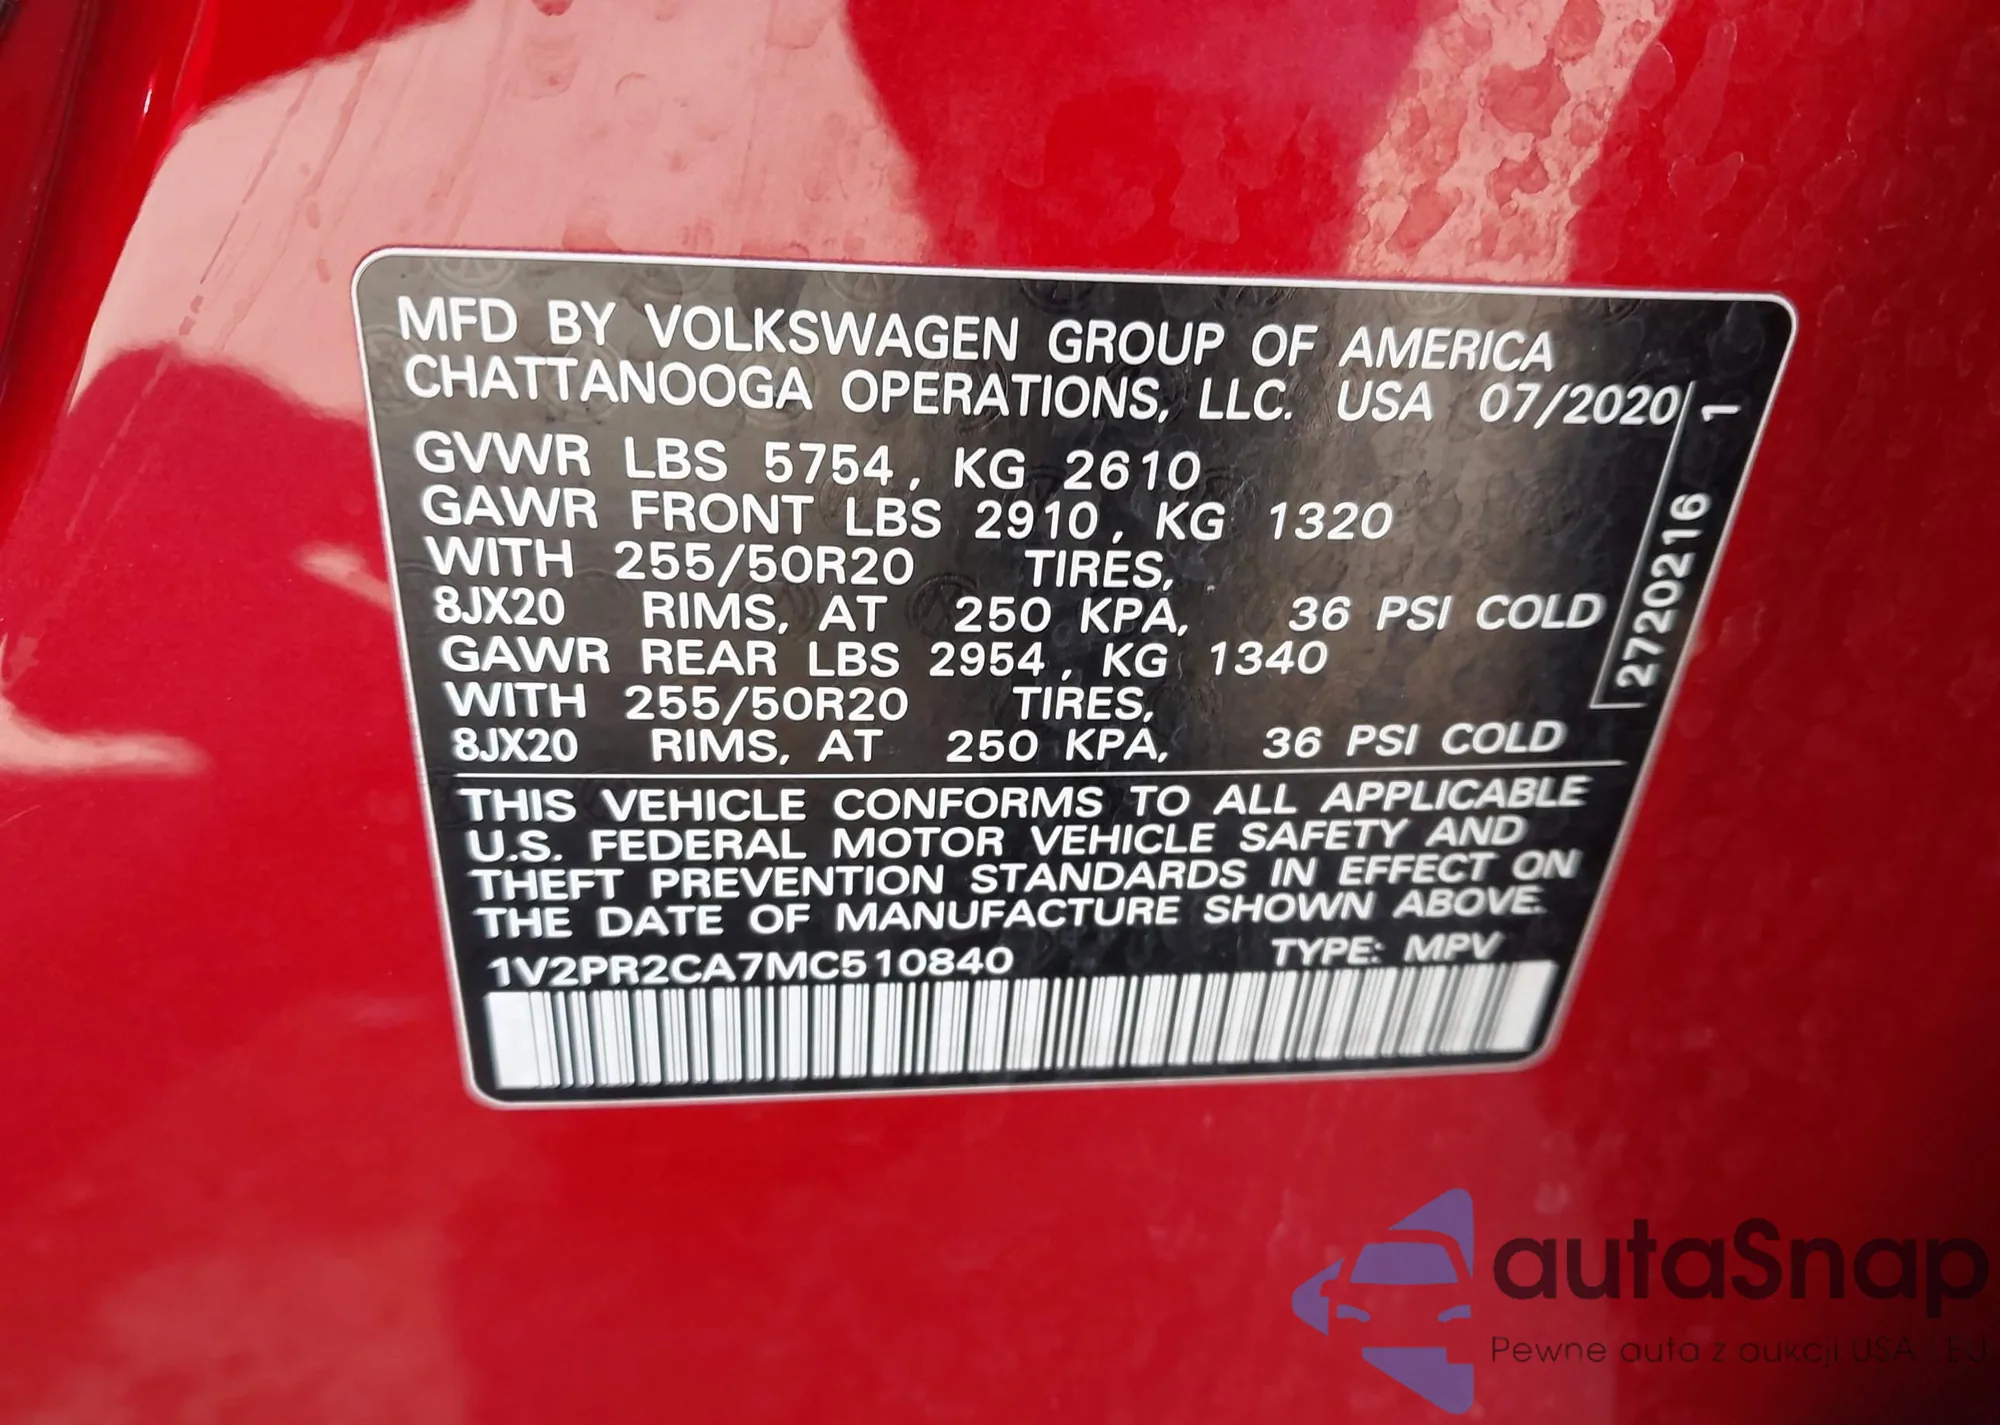 MFD BY VOLKSWAGEN GROUP OF AMERICA
CHATTANOOGA OPERATIONS, LLC. USA 07/2020
GVWR LBS 5754, KG 2610
GAWR FRONT LBS 2910, KG 1320
WITH 255/50R20 TIRES,
8JX20 RIMS, AT 250 KPA, 36 PSI COLD
GAWR REAR LBS 2954, KG 1340
WITH 255/50R20 TIRES,
8JX20 RIMS, AT 250 KPA, 36 PSI COLD
2720216 1
THIS VEHICLE CONFORMS TO ALL APPLICABLE
U.S. FEDERAL MOTOR VEHICLE SAFETY AND
THEFT PREVENTION STANDARDS IN EFFECT ON
THE DATE OF MANUFACTURE SHOWN ABOVE.
1V2PR2CA7MC510840 TYPE: MPV
autaSnap
Pewne auta z aukcji USA i EU